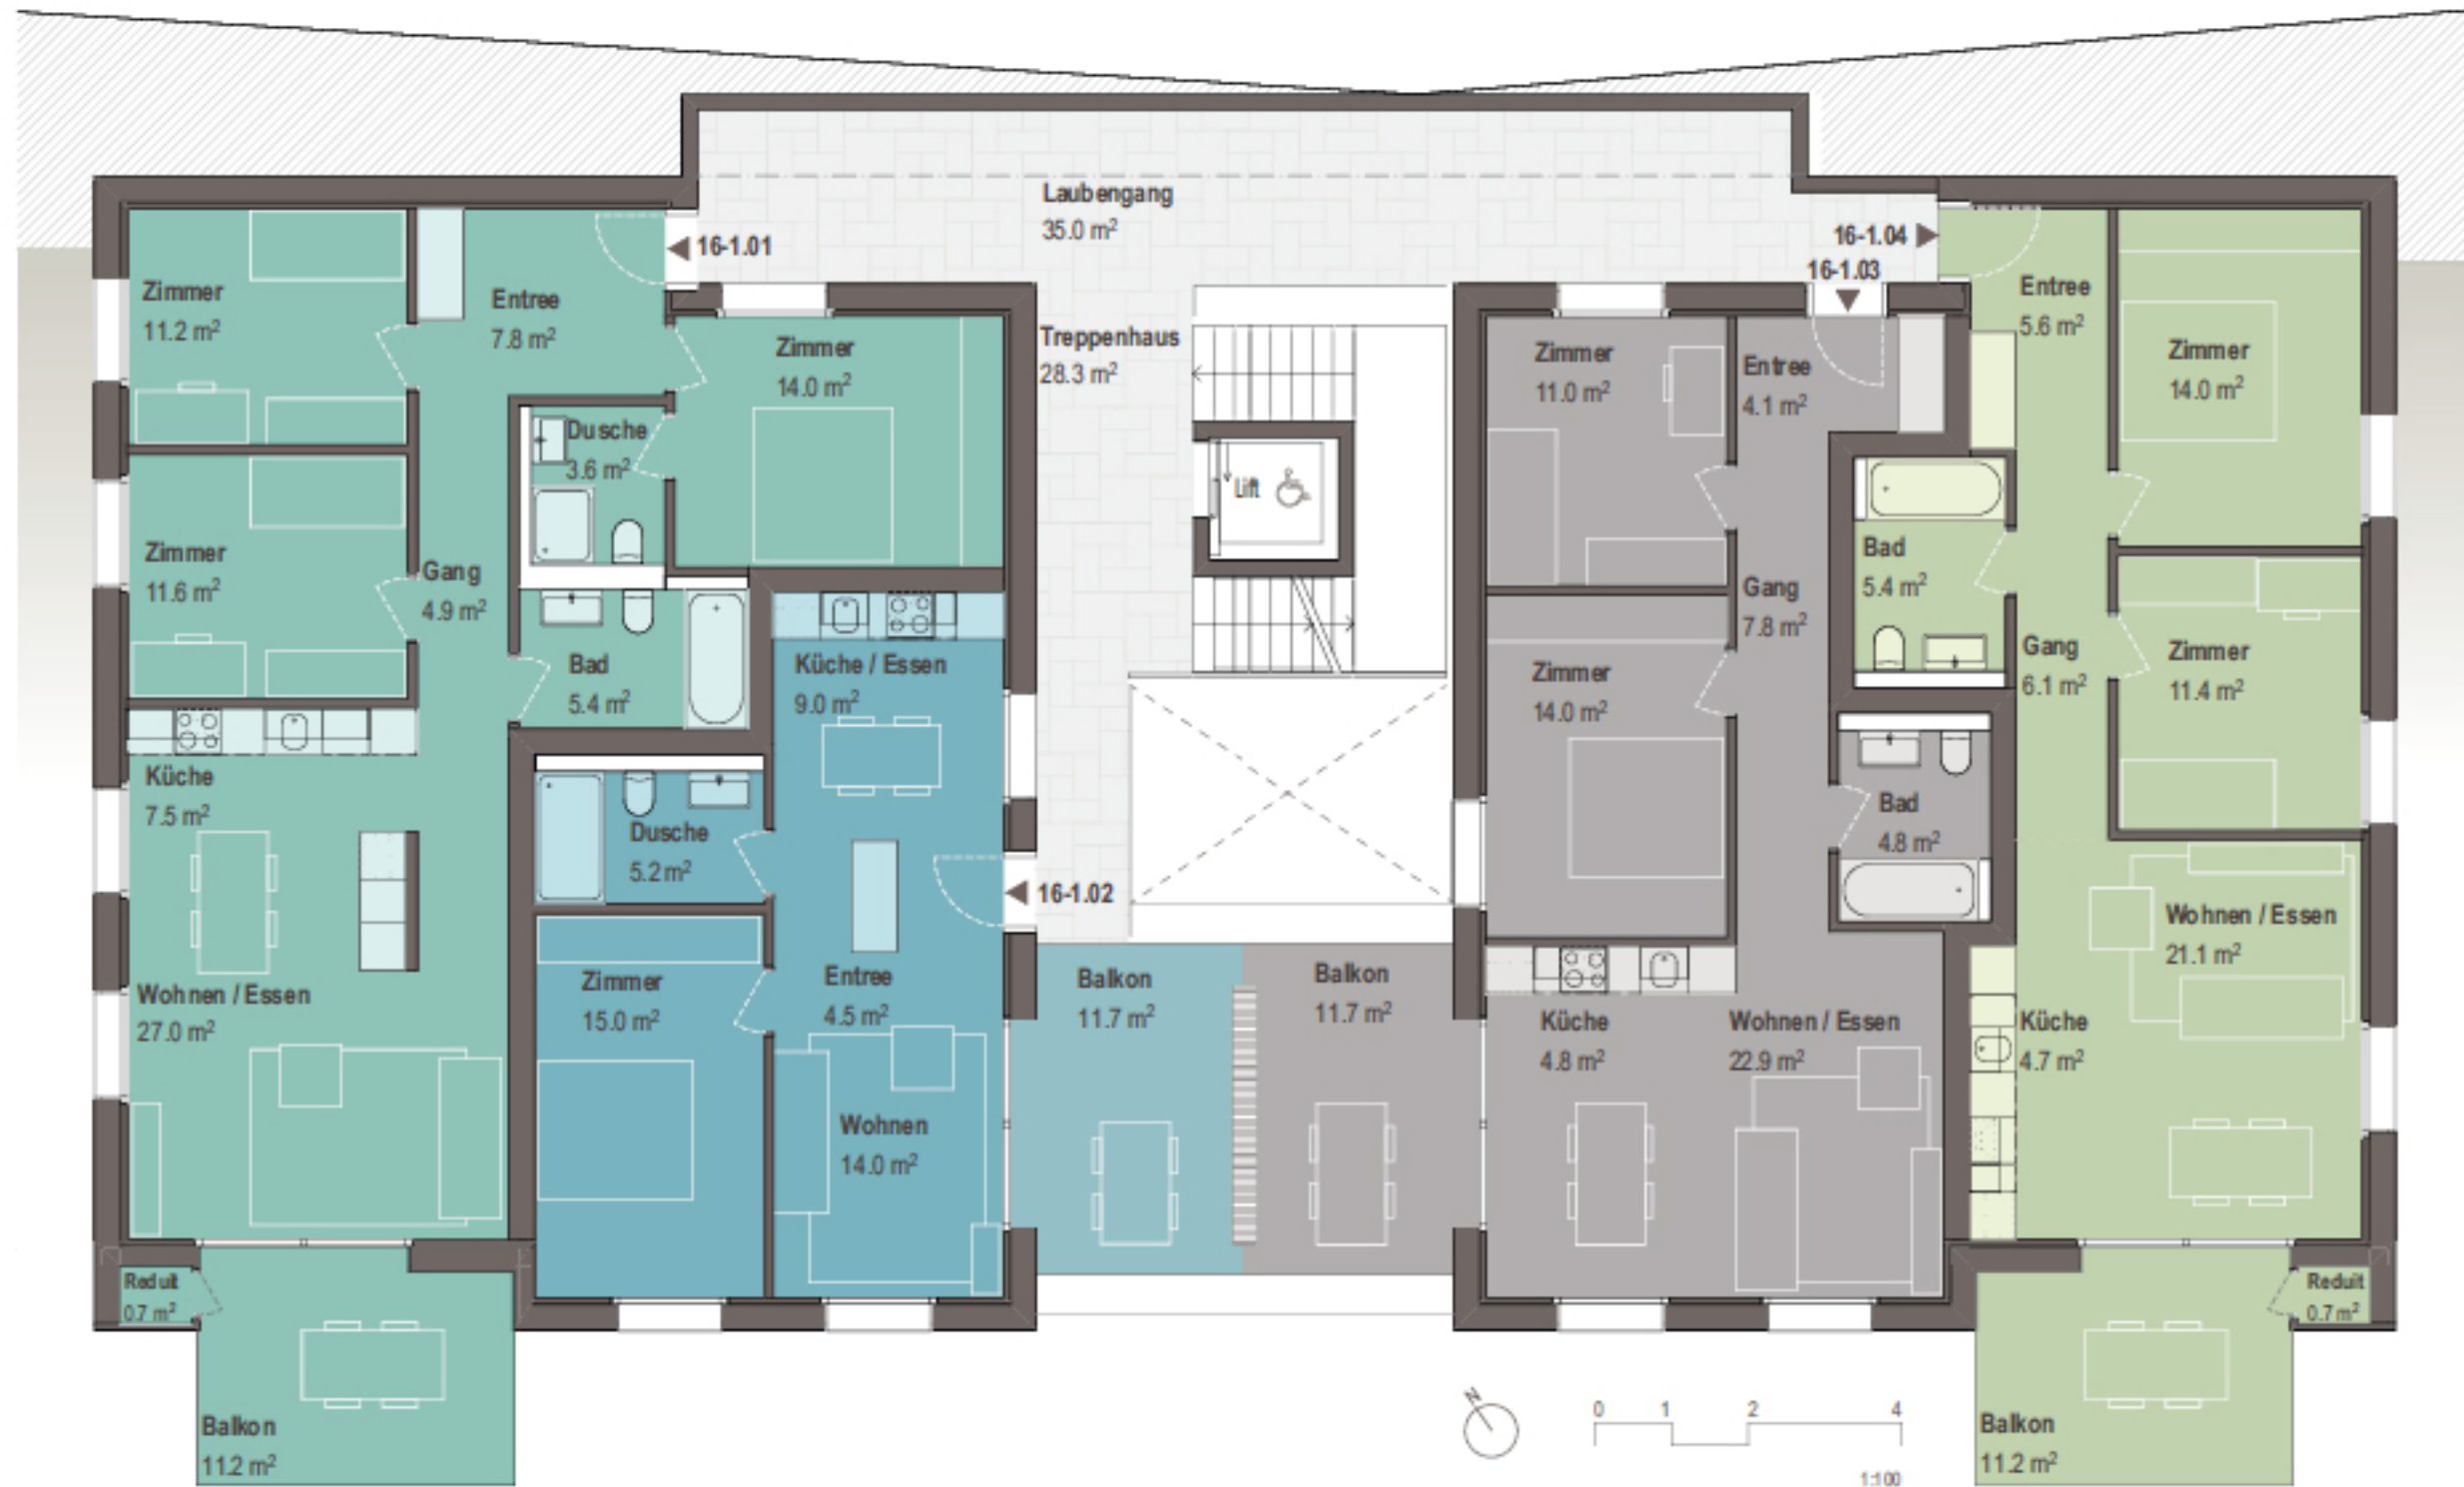 Laubengang
35.0 m²
16-1.01
16-1.04
16-1.03
Zimmer
11.2 m²
Entree
7.8 m²
Zimmer
14.0 m²
Treppenhaus
28.3 m²
Zimmer
11.0 m²
Entree
4.1 m²
Entree
5.6 m²
Zimmer
14.0 m²
Dusche
3.6 m²
Lift
Zimmer
11.6 m²
Gang
4.9 m²
Bad
5.4 m²
Küche / Essen
9.0 m²
Zimmer
14.0 m²
Gang
7.8 m²
Bad
5.4 m²
Gang
6.1 m²
Zimmer
11.4 m²
Küche
7.5 m²
Dusche
5.2 m²
Bad
4.8 m²
16-1.02
Wohnen / Essen
27.0 m²
Zimmer
15.0 m²
Entree
4.5 m²
Balkon
11.7 m²
Balkon
11.7 m²
Küche
4.8 m²
Wohnen / Essen
22.9 m²
Küche
4.7 m²
Wohnen / Essen
21.1 m²
Wohnen
14.0 m²
Reduit
0.7 m²
Reduit
0.7 m²
Balkon
11.2 m²
N
0 1 2 4
1:100
Balkon
11.2 m²